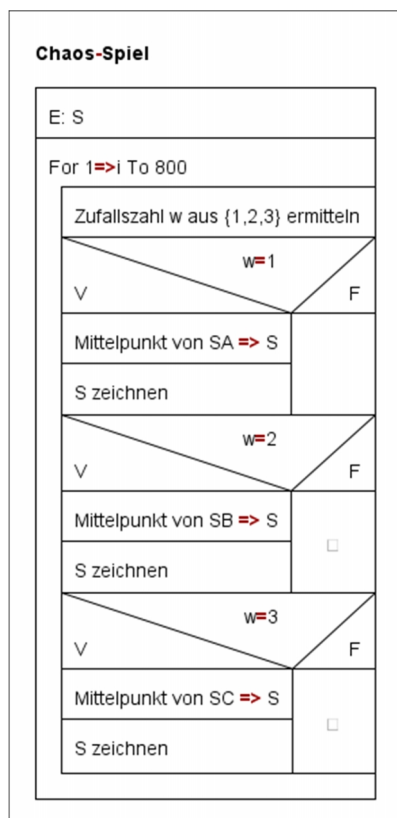 Chaos-Spiel
E: S
For 1=>i To 800
Zufallszahl w aus {1,2,3} ermitteln
w=1
V F
Mittelpunkt von SA => S
S zeichnen
w=2
V F
Mittelpunkt von SB => S
S zeichnen
w=3
V F
Mittelpunkt von SC => S
S zeichnen